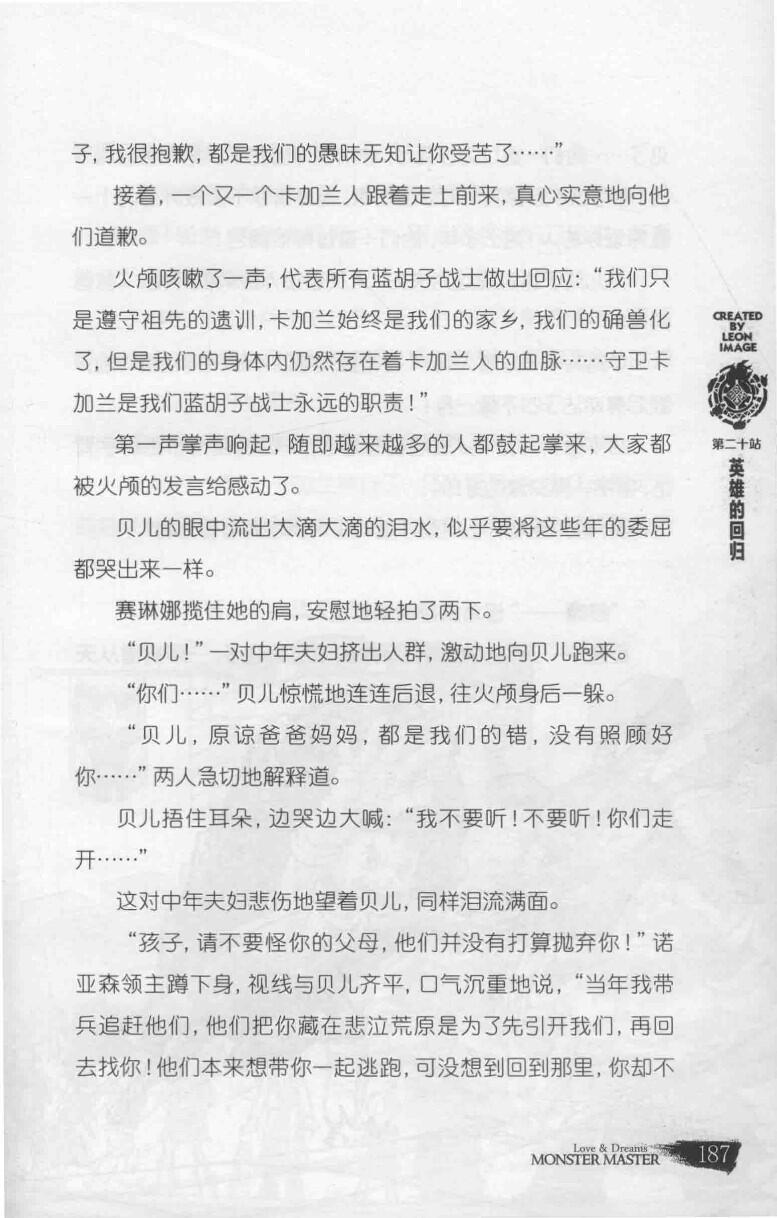 子，我很抱歉，都是我们的愚昧无知让你受苦了……”
接着，一个又一个卡加兰人跟着走上前来，真心实意地向他
们道歉。
火颅咳嗽了一声，代表所有蓝胡子战士做出回应：“我们只
是遵守祖先的遗训，卡加兰始终是我们的家乡，我们的确兽化
了，但是我们的身体内仍然存在着卡加兰人的血脉……守卫卡
加兰是我们蓝胡子战士永远的职责！”
第一声掌声响起，随即越来越多的人都鼓起掌来，大家都
被火颅的发言给感动了。
贝儿的眼中流出大滴大滴的泪水，似乎要将这些年的委屈
都哭出来一样。
赛琳娜揽住她的肩，安慰地轻拍了两下。
“贝儿！”一对中年夫妇挤出人群，激动地向贝儿跑来。
“你们……”贝儿惊慌地连连后退，往火颅身后一躲。
“贝儿，原谅爸爸妈妈，都是我们的错，没有照顾好
你……”两人急切地解释道。
贝儿捂住耳朵，边哭边大喊：“我不要听！不要听！你们走
开……”
这对中年夫妇悲伤地望着贝儿，同样泪流满面。
“孩子，请不要怪你的父母，他们并没有打算抛弃你！”诺
亚森领主蹲下身，视线与贝儿齐平，口气沉重地说，“当年我带
兵追赶他们，他们把你藏在悲泣荒原是为了先引开我们，再回
去找你！他们本来想带你一起逃跑，可没想到回到那里，你却不
CREATED
BY
LEON
IMAGE
第二十站
英雄的回归
Love & Dreams
MONSTER MASTER
187